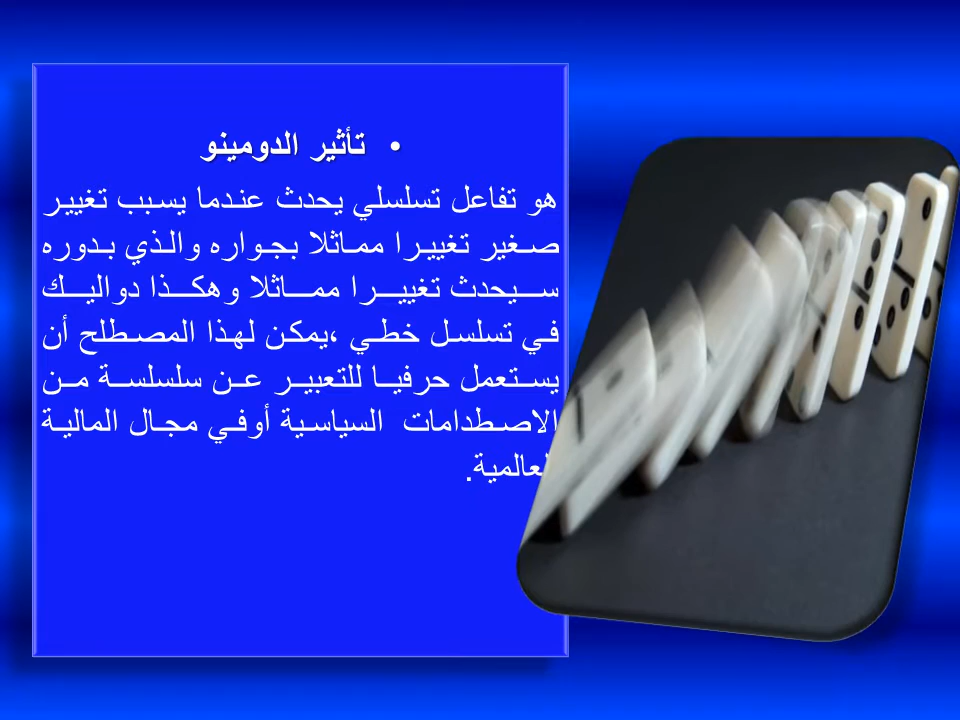 • تأثير الدومينو
هو تفاعل تسلسلي يحدث عندما يسبب تغيير
صغير تغييرا مماثلا بجواره والذي بدوره
سيحدث تغييرا مماثلا وهكذا دواليك
في تسلسل خطي ،يمكن لهذا المصطلح أن
يستعمل حرفيا للتعبير عن سلسلسة من
الاصطدامات السياسية أوفي مجال المالية
العالمية.